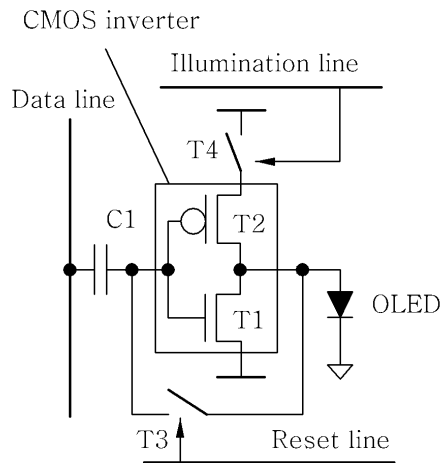 CMOS inverter
Illumination line
Data line
T4
C1
T2
OLED
T1
T3
Reset line